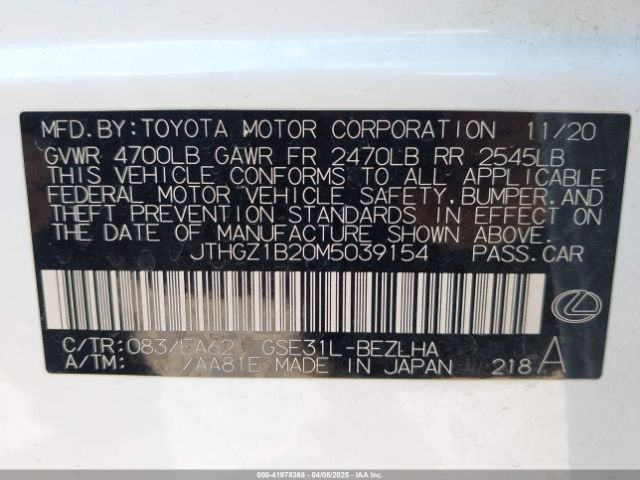 MFD.BY:TOYOTA MOTOR CORPORATION 11/20
GVWR 4700LB GAWR FR 2470LB RR 2545LB
THIS VEHICLE CONFORMS TO ALL APPLICABLE
FEDERAL MOTOR VEHICLE SAFETY, BUMPER, AND
THEFT PREVENTION STANDARDS IN EFFECT ON
THE DATE OF MANUFACTURE SHOWN ABOVE.
JTHGZ1B20M5039154 PASS.CAR
C/TR:083/EA62 GSE31L-BEZLHA
A/TM: /AA81E MADE IN JAPAN 218 A
000-41978368 - 04/08/2025 - IAAI.COM